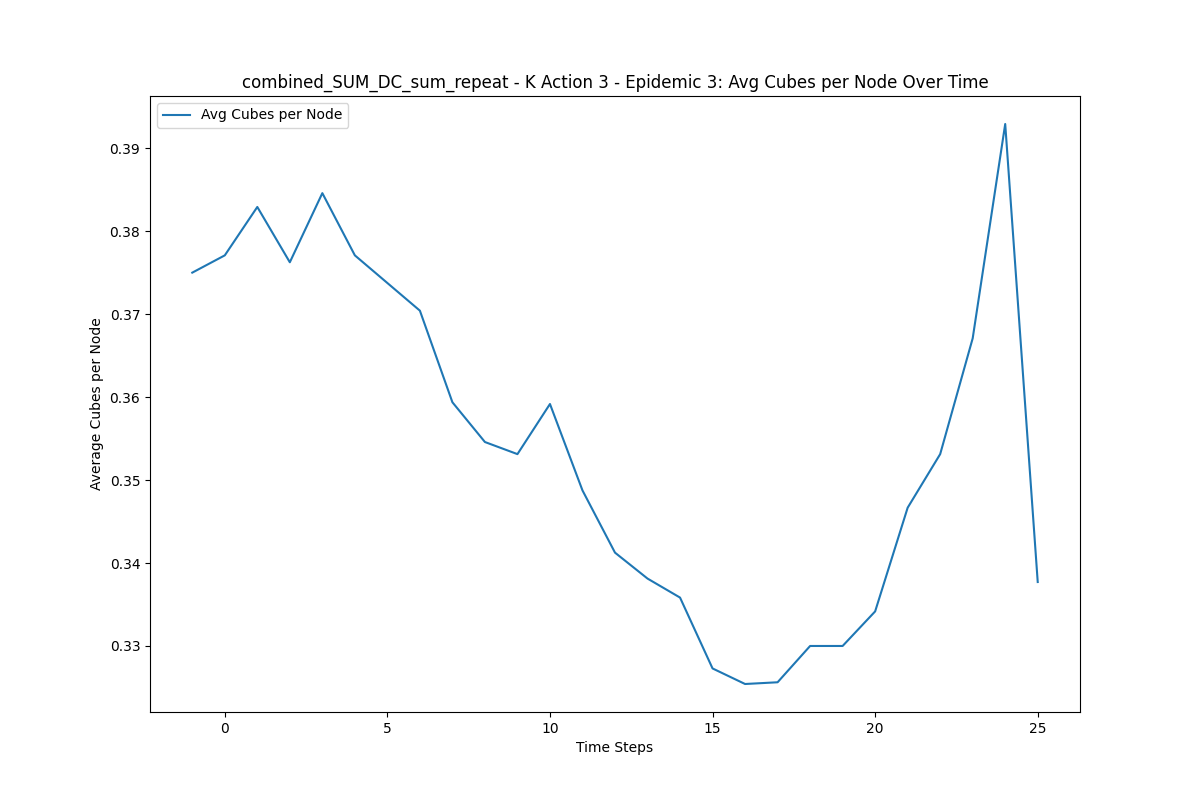 combined_SUM_DC_sum_repeat - K Action 3 - Epidemic 3: Avg Cubes per Node Over Time
Avg Cubes per Node
0.39
0.38
0.37
0.36
0.35
0.34
0.33
Average Cubes per Node
0 5 10 15 20 25
Time Steps